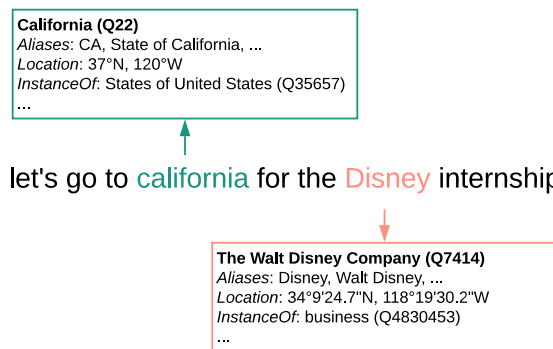 California (Q22)
Aliases: CA, State of California, ...
Location: 37°N, 120°W
InstanceOf: States of United States (Q35657)
...
let's go to california for the Disney internship
The Walt Disney Company (Q7414)
Aliases: Disney, Walt Disney, ...
Location: 34°9'24.7"N, 118°19'30.2"W
InstanceOf: business (Q4830453)
...